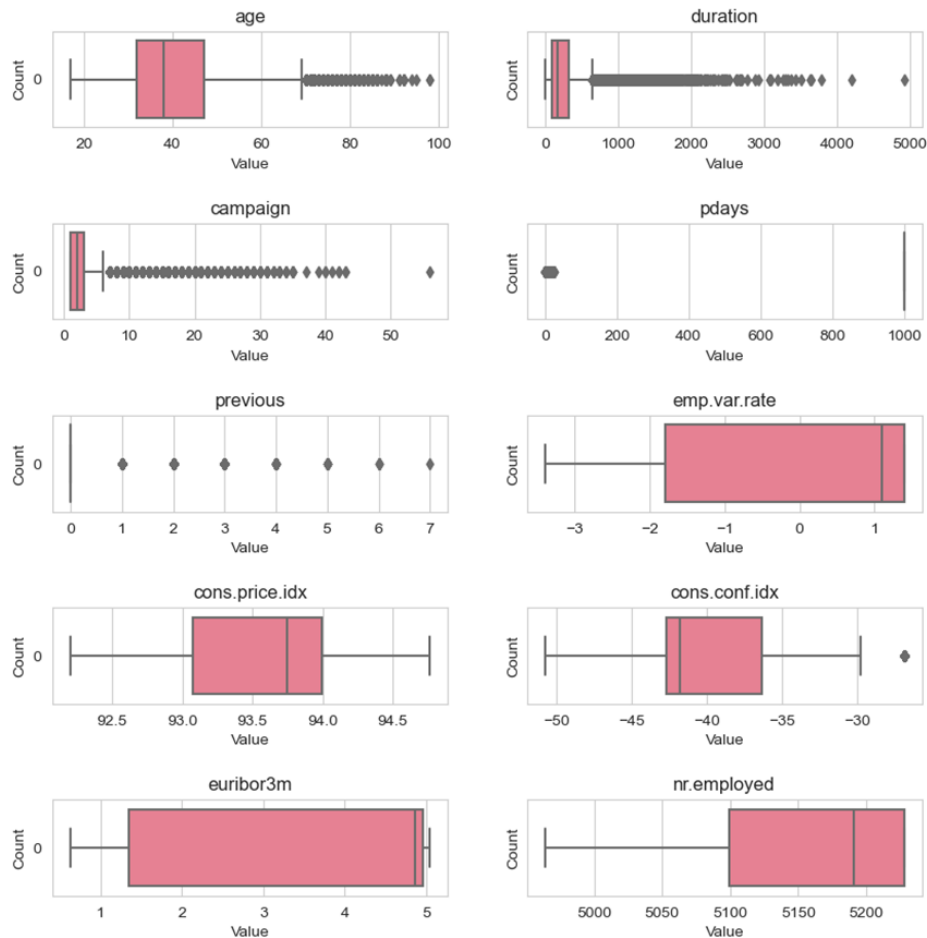 age
Count
0
20 40 60 80 100
Value
duration
Count
0 1000 2000 3000 4000 5000
Value
campaign
Count
0
0 10 20 30 40 50
Value
pdays
Count
0 200 400 600 800 1000
Value
previous
Count
0
0 1 2 3 4 5 6 7
Value
emp.var.rate
Count
−3 −2 −1 0 1
Value
cons.price.idx
Count
0
92.5 93.0 93.5 94.0 94.5
Value
cons.conf.idx
Count
−50 −45 −40 −35 −30
Value
euribor3m
Count
0
1 2 3 4 5
Value
nr.employed
Count
5000 5050 5100 5150 5200
Value